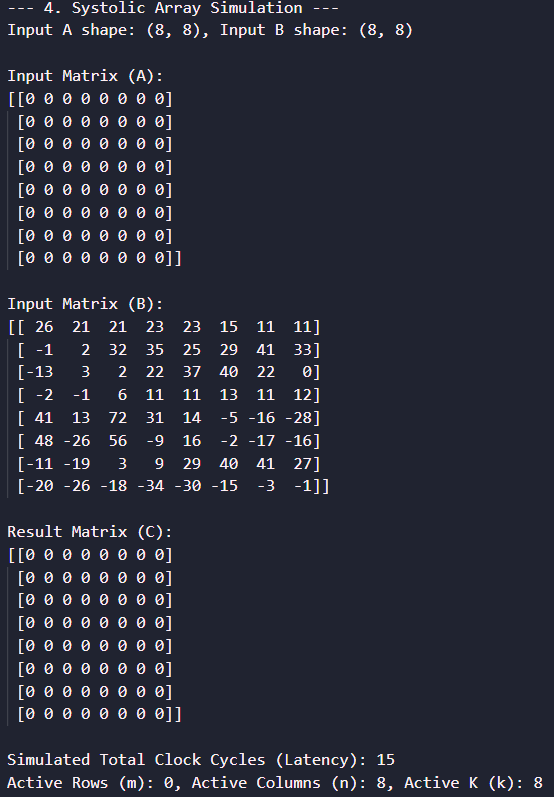 --- 4. Systolic Array Simulation ---
Input A shape: (8, 8), Input B shape: (8, 8)

Input Matrix (A):
[[0 0 0 0 0 0 0 0]
 [0 0 0 0 0 0 0 0]
 [0 0 0 0 0 0 0 0]
 [0 0 0 0 0 0 0 0]
 [0 0 0 0 0 0 0 0]
 [0 0 0 0 0 0 0 0]
 [0 0 0 0 0 0 0 0]
 [0 0 0 0 0 0 0 0]]

Input Matrix (B):
[[ 26  21  21  23  23  15  11  11]
 [ -1   2  32  35  25  29  41  33]
 [-13   3   2  22  37  40  22   0]
 [ -2  -1   6  11  11  13  11  12]
 [ 41  13  72  31  14  -5 -16 -28]
 [ 48 -26  56  -9  16  -2 -17 -16]
 [-11 -19   3   9  29  40  41  27]
 [-20 -26 -18 -34 -30 -15  -3  -1]]

Result Matrix (C):
[[0 0 0 0 0 0 0 0]
 [0 0 0 0 0 0 0 0]
 [0 0 0 0 0 0 0 0]
 [0 0 0 0 0 0 0 0]
 [0 0 0 0 0 0 0 0]
 [0 0 0 0 0 0 0 0]
 [0 0 0 0 0 0 0 0]
 [0 0 0 0 0 0 0 0]]

Simulated Total Clock Cycles (Latency): 15
Active Rows (m): 0, Active Columns (n): 8, Active K (k): 8